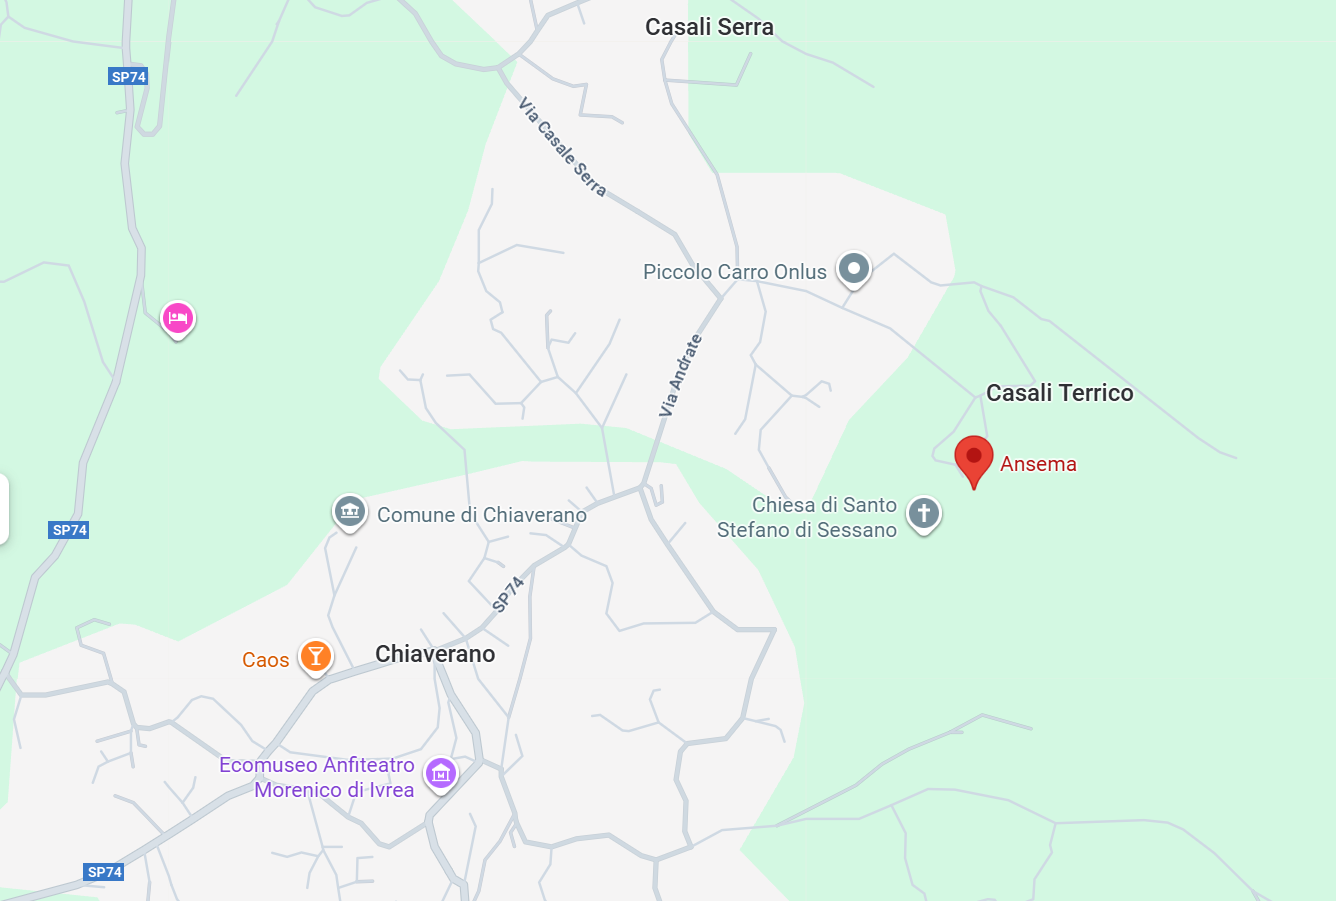 Casali Serra
SP74
Via Casale Serra
Piccolo Carro Onlus
Via Andrate
Casali Terrico
Ansema
Chiesa di Santo
Stefano di Sessano
Comune di Chiaverano
SP74
SP74
Chiaverano
Caos
Ecomuseo Anfiteatro
Morenico di Ivrea
SP74